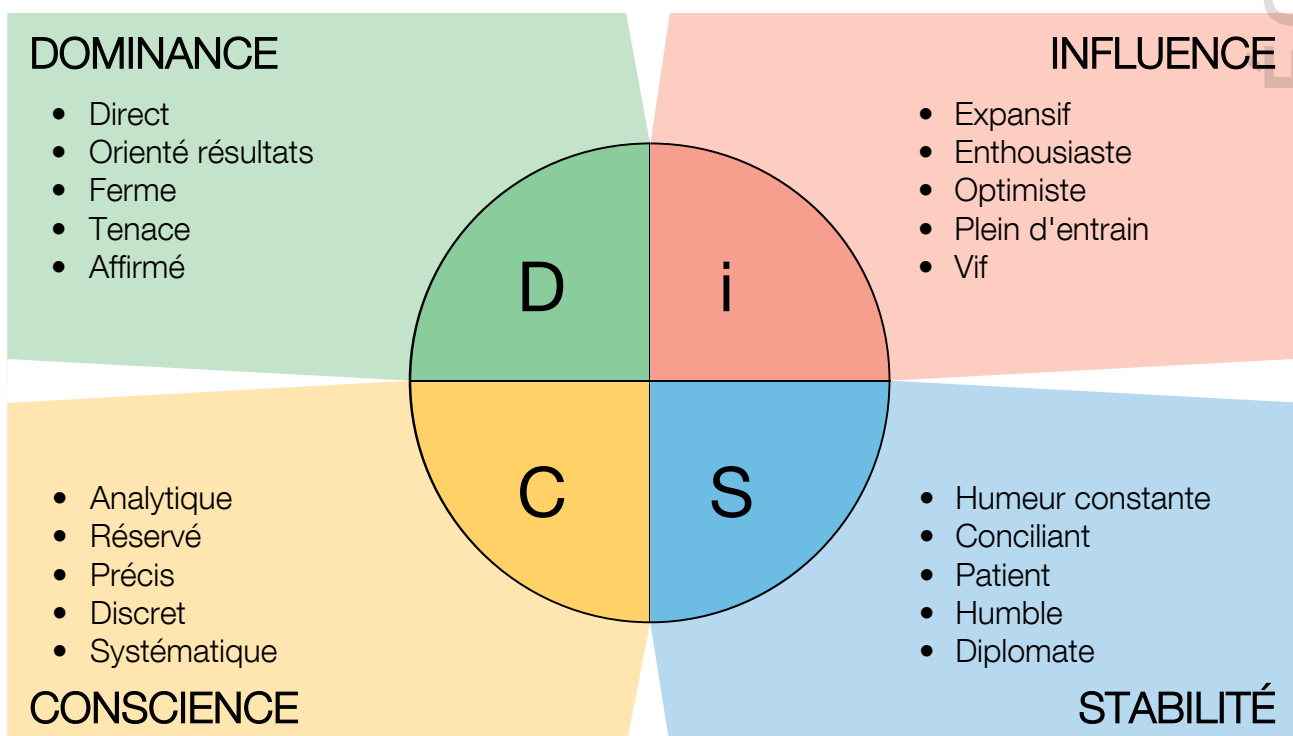 DOMINANCE
• Direct
• Orienté résultats
• Ferme
• Tenace
• Affirmé
INFLUENCE
• Expansif
• Enthousiaste
• Optimiste
• Plein d'entrain
• Vif
D
i
C
S
• Analytique
• Réservé
• Précis
• Discret
• Systématique
CONSCIENCE
• Humeur constante
• Conciliant
• Patient
• Humble
• Diplomate
STABILITÉ